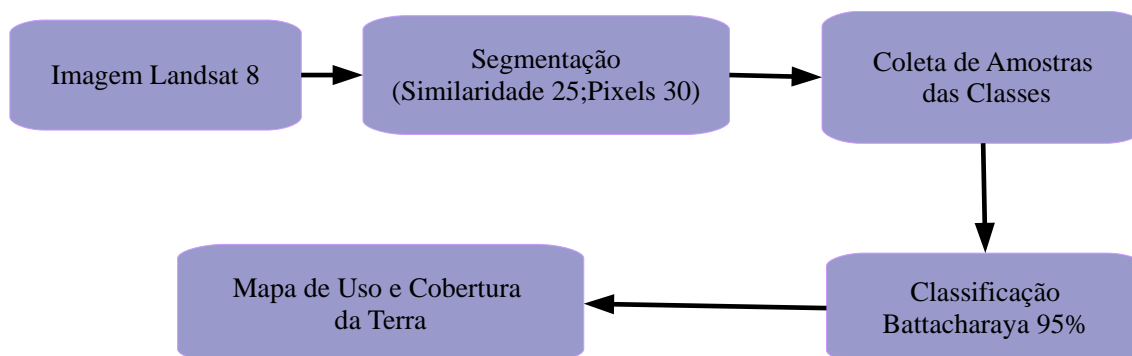 Imagem Landsat 8
Segmentação
(Similaridade 25;Pixels 30)
Coleta de Amostras
das Classes
Classificação
Battacharaya 95%
Mapa de Uso e Cobertura
da Terra